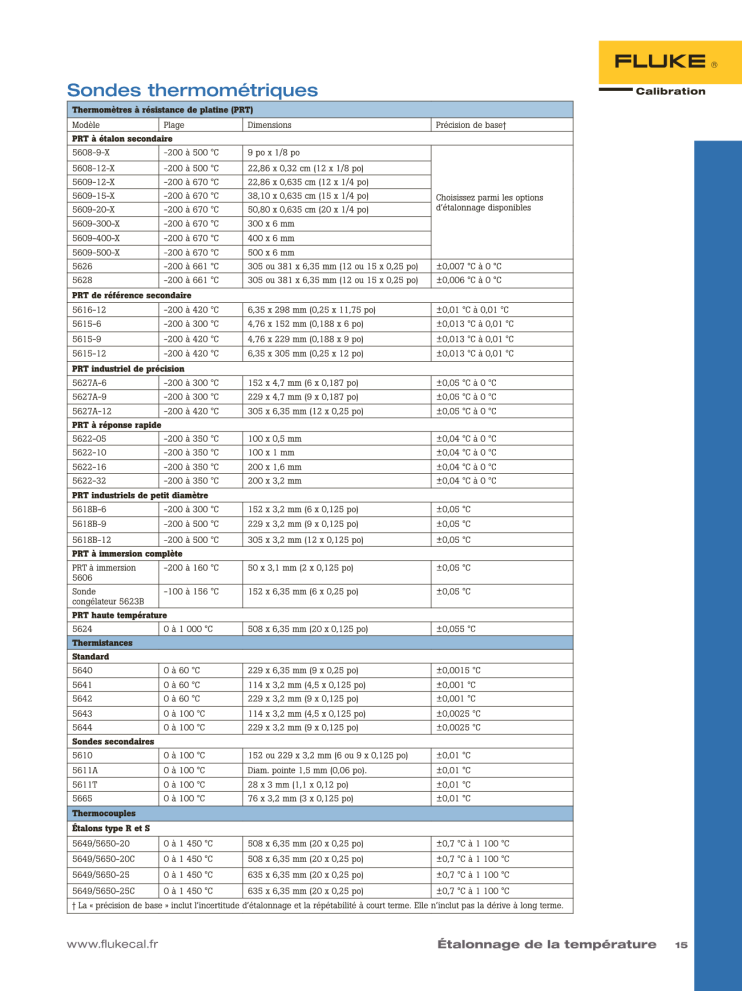 FLUKE ®
Calibration
Sondes thermométriques
Thermomètres à résistance de platine (PRT)
Modèle Plage Dimensions Précision de base†
PRT à étalon secondaire
5608-9-X –200 à 500 °C 9 po x 1/8 po
5608-12-X –200 à 500 °C 22,86 x 0,32 cm (12 x 1/8 po)
5609-12-X –200 à 670 °C 22,86 x 0,635 cm (12 x 1/4 po)
5609-15-X –200 à 670 °C 38,10 x 0,635 cm (15 x 1/4 po)
5609-20-X –200 à 670 °C 50,80 x 0,635 cm (20 x 1/4 po)
5609-300-X –200 à 670 °C 300 x 6 mm
5609-400-X –200 à 670 °C 400 x 6 mm
5609-500-X –200 à 670 °C 500 x 6 mm
Choisissez parmi les options
d'étalonnage disponibles
5626 –200 à 661 °C 305 ou 381 x 6,35 mm (12 ou 15 x 0,25 po) ±0,007 °C à 0 °C
5628 –200 à 661 °C 305 ou 381 x 6,35 mm (12 ou 15 x 0,25 po) ±0,006 °C à 0 °C
PRT de référence secondaire
5616-12 –200 à 420 °C 6,35 x 298 mm (0,25 x 11,75 po) ±0,01 °C à 0,01 °C
5615-6 –200 à 300 °C 4,76 x 152 mm (0,188 x 6 po) ±0,013 °C à 0,01 °C
5615-9 –200 à 420 °C 4,76 x 229 mm (0,188 x 9 po) ±0,013 °C à 0,01 °C
5615-12 –200 à 420 °C 6,35 x 305 mm (0,25 x 12 po) ±0,013 °C à 0,01 °C
PRT industriel de précision
5627A-6 –200 à 300 °C 152 x 4,7 mm (6 x 0,187 po) ±0,05 °C à 0 °C
5627A-9 –200 à 300 °C 229 x 4,7 mm (9 x 0,187 po) ±0,05 °C à 0 °C
5627A-12 –200 à 420 °C 305 x 6,35 mm (12 x 0,25 po) ±0,05 °C à 0 °C
PRT à réponse rapide
5622-05 –200 à 350 °C 100 x 0,5 mm ±0,04 °C à 0 °C
5622-10 –200 à 350 °C 100 x 1 mm ±0,04 °C à 0 °C
5622-16 –200 à 350 °C 200 x 1,6 mm ±0,04 °C à 0 °C
5622-32 –200 à 350 °C 200 x 3,2 mm ±0,04 °C à 0 °C
PRT industriels de petit diamètre
5618B-6 –200 à 300 °C 152 x 3,2 mm (6 x 0,125 po) ±0,05 °C
5618B-9 –200 à 500 °C 229 x 3,2 mm (9 x 0,125 po) ±0,05 °C
5618B-12 –200 à 500 °C 305 x 3,2 mm (12 x 0,125 po) ±0,05 °C
PRT à immersion complète
PRT à immersion –200 à 160 °C 50 x 3,1 mm (2 x 0,125 po) ±0,05 °C
5606
Sonde –100 à 156 °C 152 x 6,35 mm (6 x 0,25 po) ±0,05 °C
congélateur 5623B
PRT haute température
5624 0 à 1 000 °C 508 x 6,35 mm (20 x 0,125 po) ±0,055 °C
Thermistances
Standard
5640 0 à 60 °C 229 x 6,35 mm (9 x 0,25 po) ±0,0015 °C
5641 0 à 60 °C 114 x 3,2 mm (4,5 x 0,125 po) ±0,001 °C
5642 0 à 60 °C 229 x 3,2 mm (9 x 0,125 po) ±0,001 °C
5643 0 à 100 °C 114 x 3,2 mm (4,5 x 0,125 po) ±0,0025 °C
5644 0 à 100 °C 229 x 3,2 mm (9 x 0,125 po) ±0,0025 °C
Sondes secondaires
5610 0 à 100 °C 152 ou 229 x 3,2 mm (6 ou 9 x 0,125 po) ±0,01 °C
5611A 0 à 100 °C Diam. pointe 1,5 mm (0,06 po). ±0,01 °C
5611T 0 à 100 °C 28 x 3 mm (1,1 x 0,12 po) ±0,01 °C
5665 0 à 100 °C 76 x 3,2 mm (3 x 0,125 po) ±0,01 °C
Thermocouples
Étalons type R et S
5649/5650-20 0 à 1 450 °C 508 x 6,35 mm (20 x 0,25 po) ±0,7 °C à 1 100 °C
5649/5650-20C 0 à 1 450 °C 508 x 6,35 mm (20 x 0,25 po) ±0,7 °C à 1 100 °C
5649/5650-25 0 à 1 450 °C 635 x 6,35 mm (20 x 0,25 po) ±0,7 °C à 1 100 °C
5649/5650-25C 0 à 1 450 °C 635 x 6,35 mm (20 x 0,25 po) ±0,7 °C à 1 100 °C
† La « précision de base » inclut l'incertitude d'étalonnage et la répétabilité à court terme. Elle n'inclut pas la dérive à long terme.
www.flukecal.fr Étalonnage de la température 15